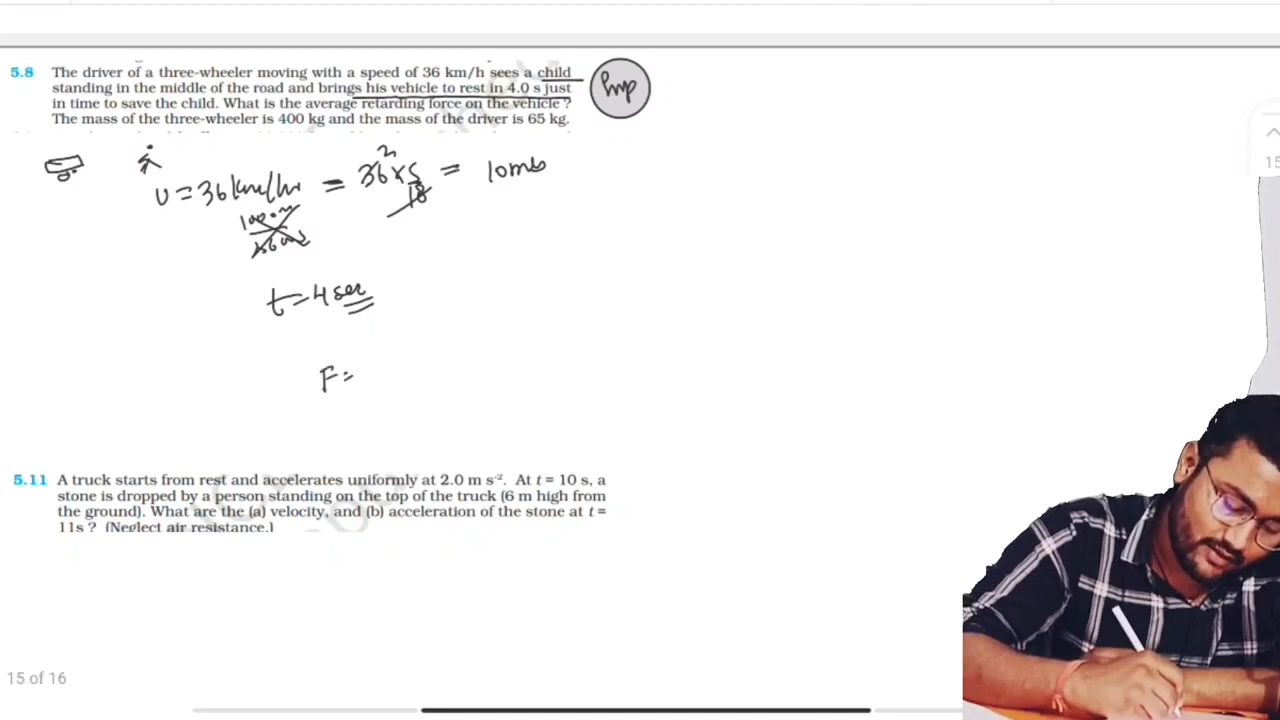 5.8 The driver of a three-wheeler moving with a speed of 36 km/h sees a child
standing in the middle of the road and brings his vehicle to rest in 4.0 s just
in time to save the child. What is the average retarding force on the vehicle ?
The mass of the three-wheeler is 400 kg and the mass of the driver is 65 kg.
Imp
U = 36 km/hr = 36 × 5/18 = 10 m/s
2
t = 4 sec
F =
5.11 A truck starts from rest and accelerates uniformly at 2.0 m s⁻². At t = 10 s, a
stone is dropped by a person standing on the top of the truck (6 m high from
the ground). What are the (a) velocity, and (b) acceleration of the stone at t =
11s ? (Neglect air resistance.)
15 of 16
15